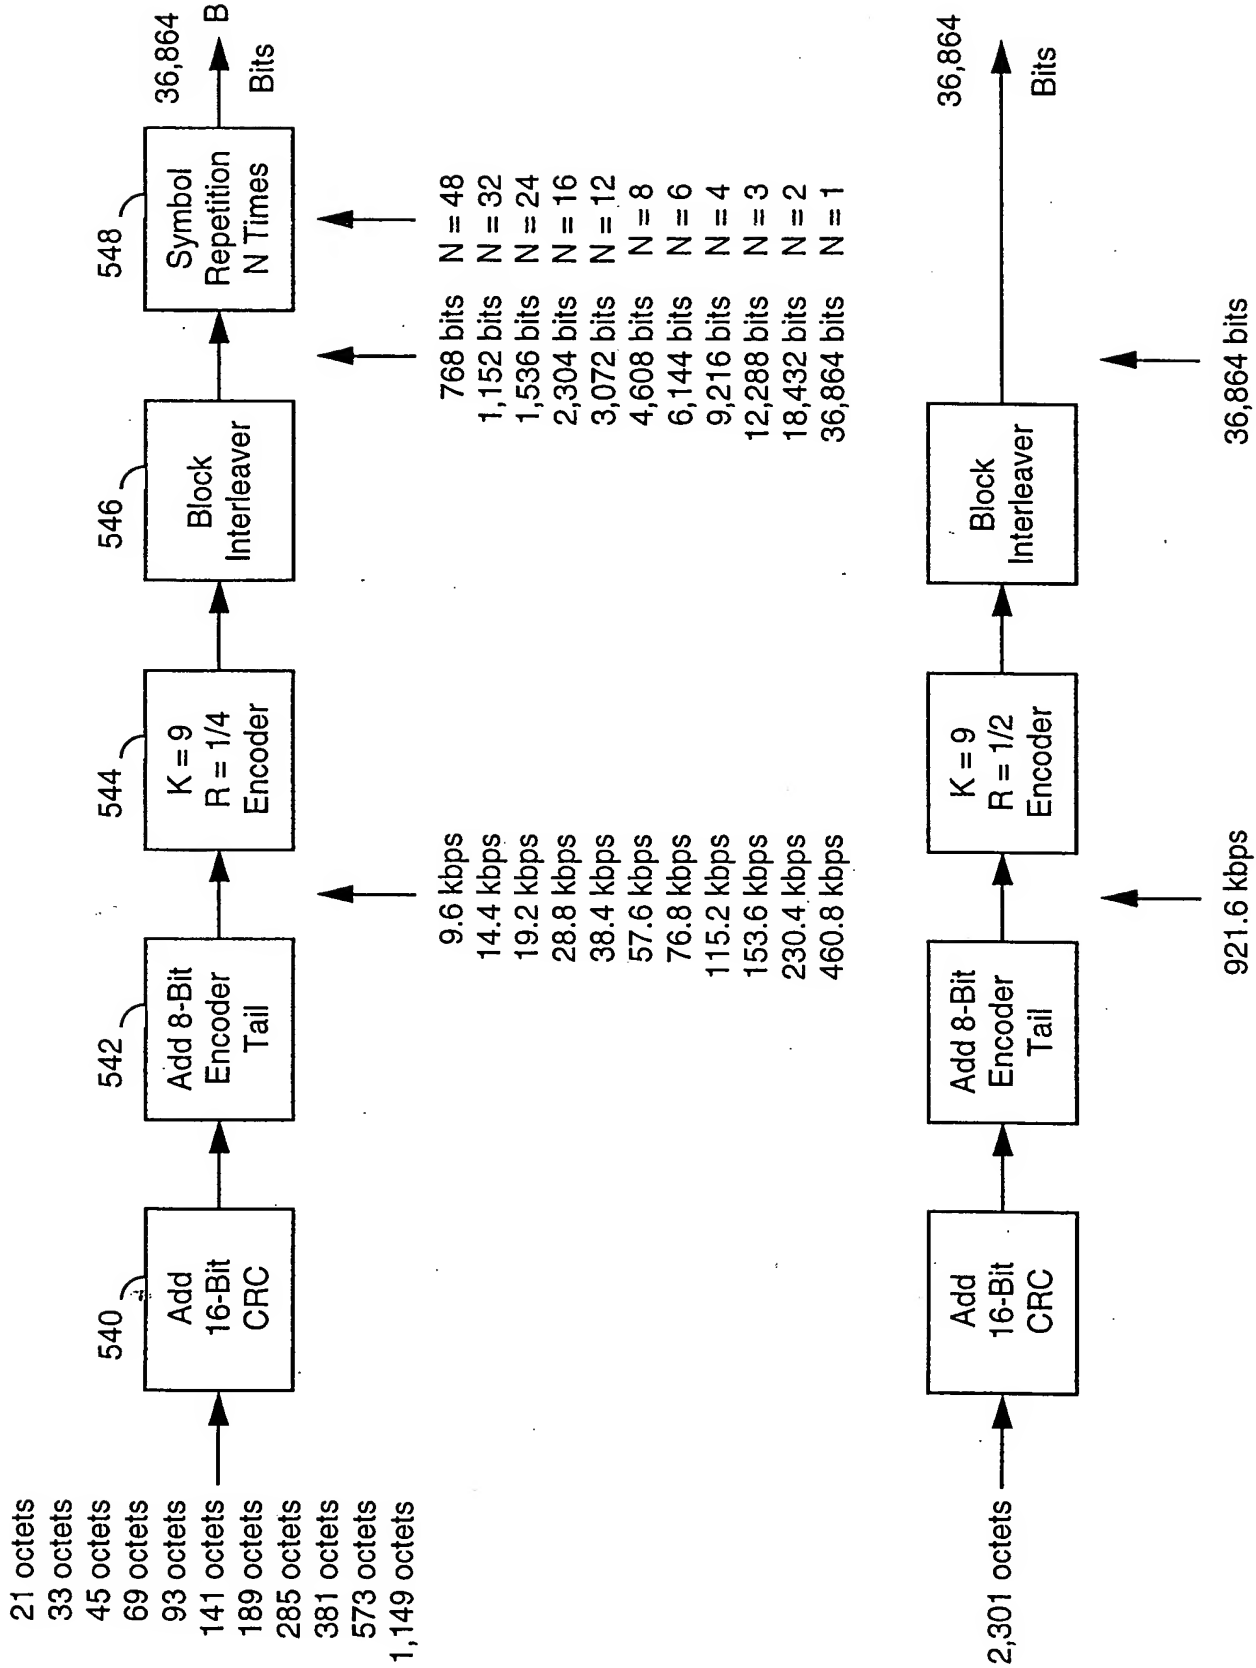 21 octets
33 octets
45 octets
69 octets
93 octets
141 octets
189 octets
285 octets
381 octets
573 octets
1,149 octets
540
Add
16-Bit
CRC
542
Add 8-Bit
Encoder
Tail
9.6 kbps
14.4 kbps
19.2 kbps
28.8 kbps
38.4 kbps
57.6 kbps
76.8 kbps
115.2 kbps
153.6 kbps
230.4 kbps
460.8 kbps
544
K = 9
R = 1/4
Encoder
546
Block
Interleaver
768 bits N = 48
1,152 bits N = 32
1,536 bits N = 24
2,304 bits N = 16
3,072 bits N = 12
4,608 bits N = 8
6,144 bits N = 6
9,216 bits N = 4
12,288 bits N = 3
18,432 bits N = 2
36,864 bits N = 1
548
Symbol
Repetition
N Times
36,864
B
Bits
2,301 octets
Add
16-Bit
CRC
Add 8-Bit
Encoder
Tail
921.6 kbps
K = 9
R = 1/2
Encoder
Block
Interleaver
36,864 bits
36,864
Bits